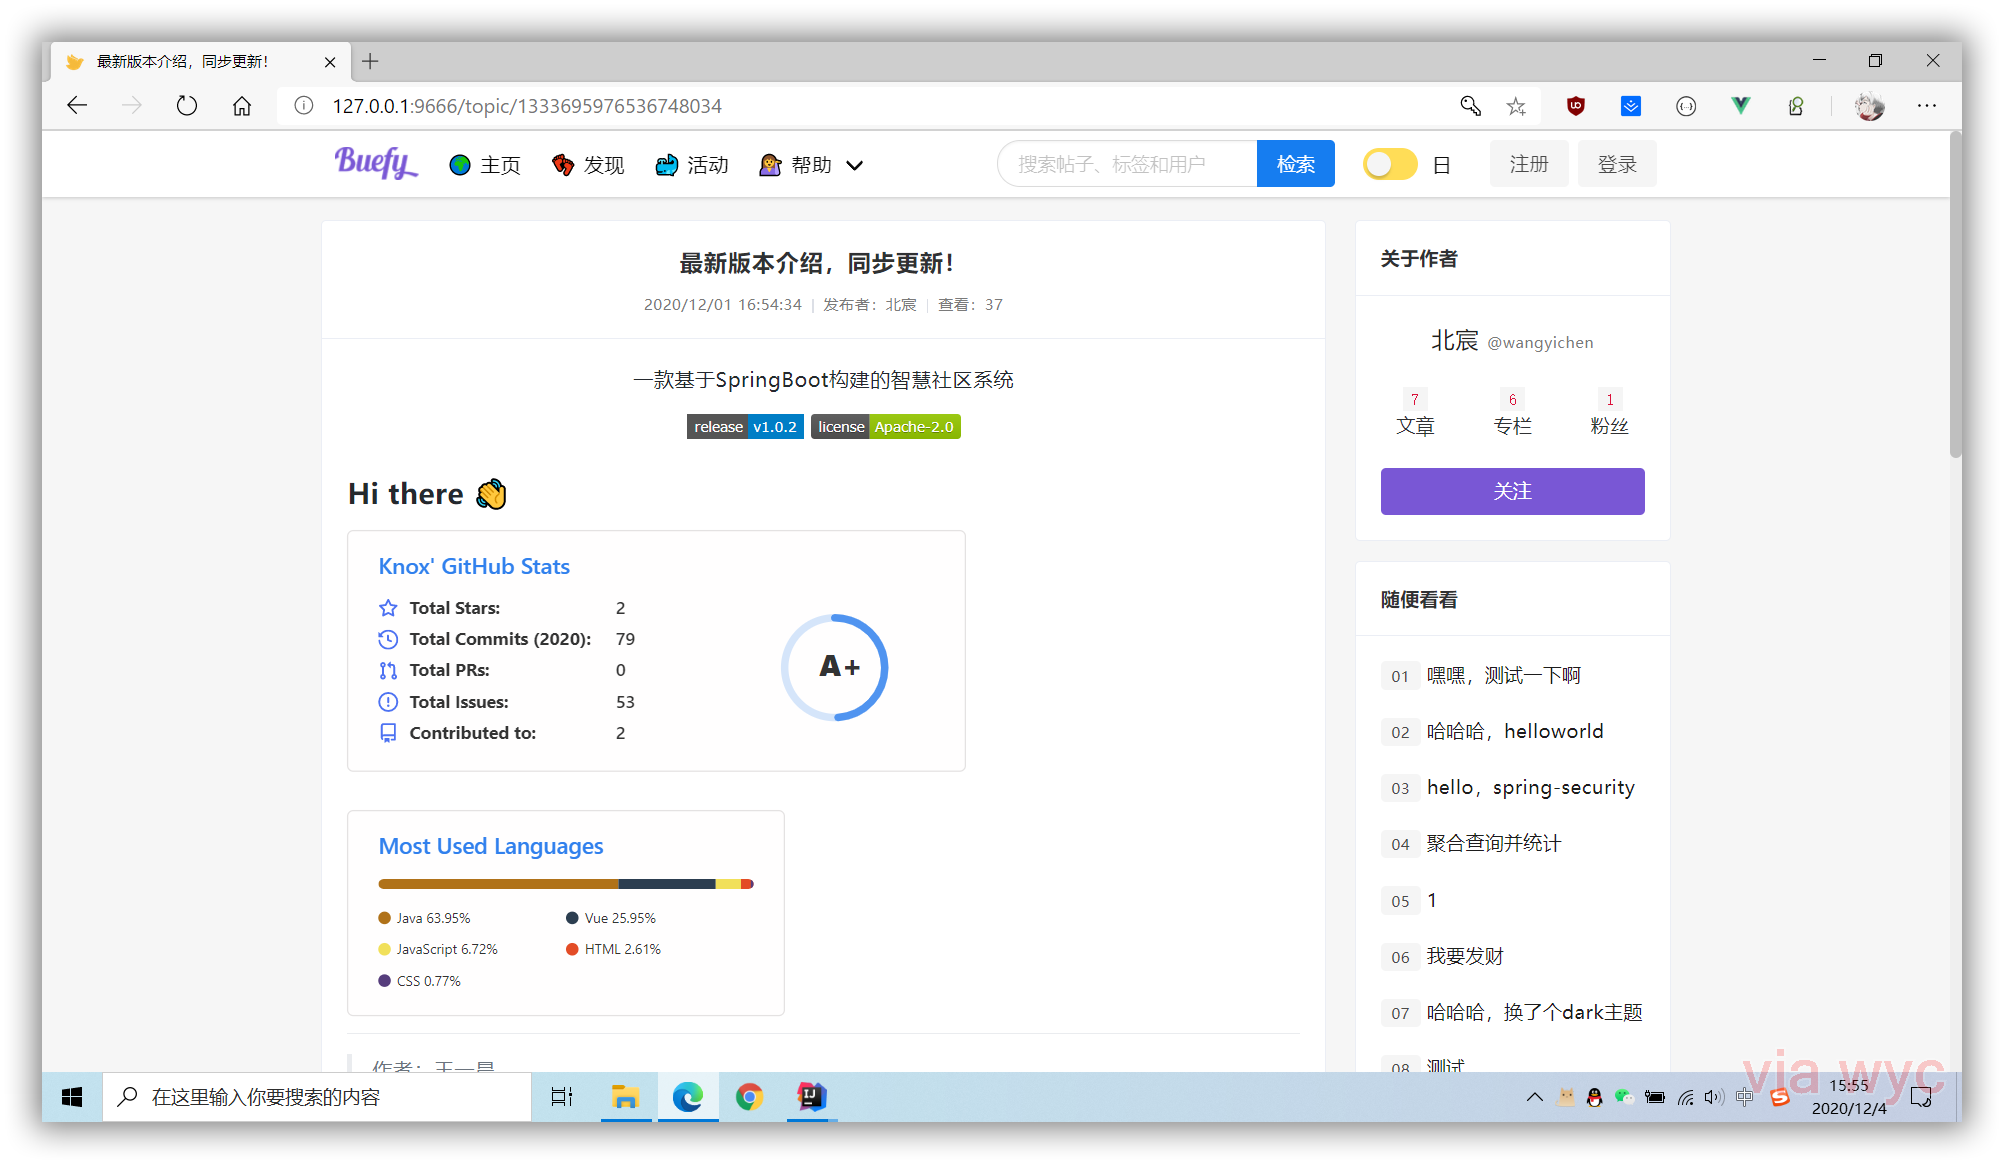 最新版本介绍，同步更新！
127.0.0.1:9666/topic/1333695976536748034
Buefy
主页
发现
活动
帮助
搜索帖子、标签和用户
检索
日
注册
登录
最新版本介绍，同步更新！
2020/12/01 16:54:34 | 发布者：北宸 | 查看：37
一款基于SpringBoot构建的智慧社区系统
release v1.0.2 license Apache-2.0
Hi there
Knox' GitHub Stats
Total Stars: 2
Total Commits (2020): 79
Total PRs: 0
Total Issues: 53
Contributed to: 2
A+
Most Used Languages
Java 63.95%
Vue 25.95%
JavaScript 6.72%
HTML 2.61%
CSS 0.77%
作者：王一晨
关于作者
北宸 @wangyichen
7 6 1
文章 专栏 粉丝
关注
随便看看
01 嘿嘿，测试一下啊
02 哈哈哈，helloworld
03 hello，spring-security
04 聚合查询并统计
05 1
06 我要发财
07 哈哈哈，换了个dark主题
08 测试
via wyc
在这里输入你要搜索的内容
中
15:55
2020/12/4